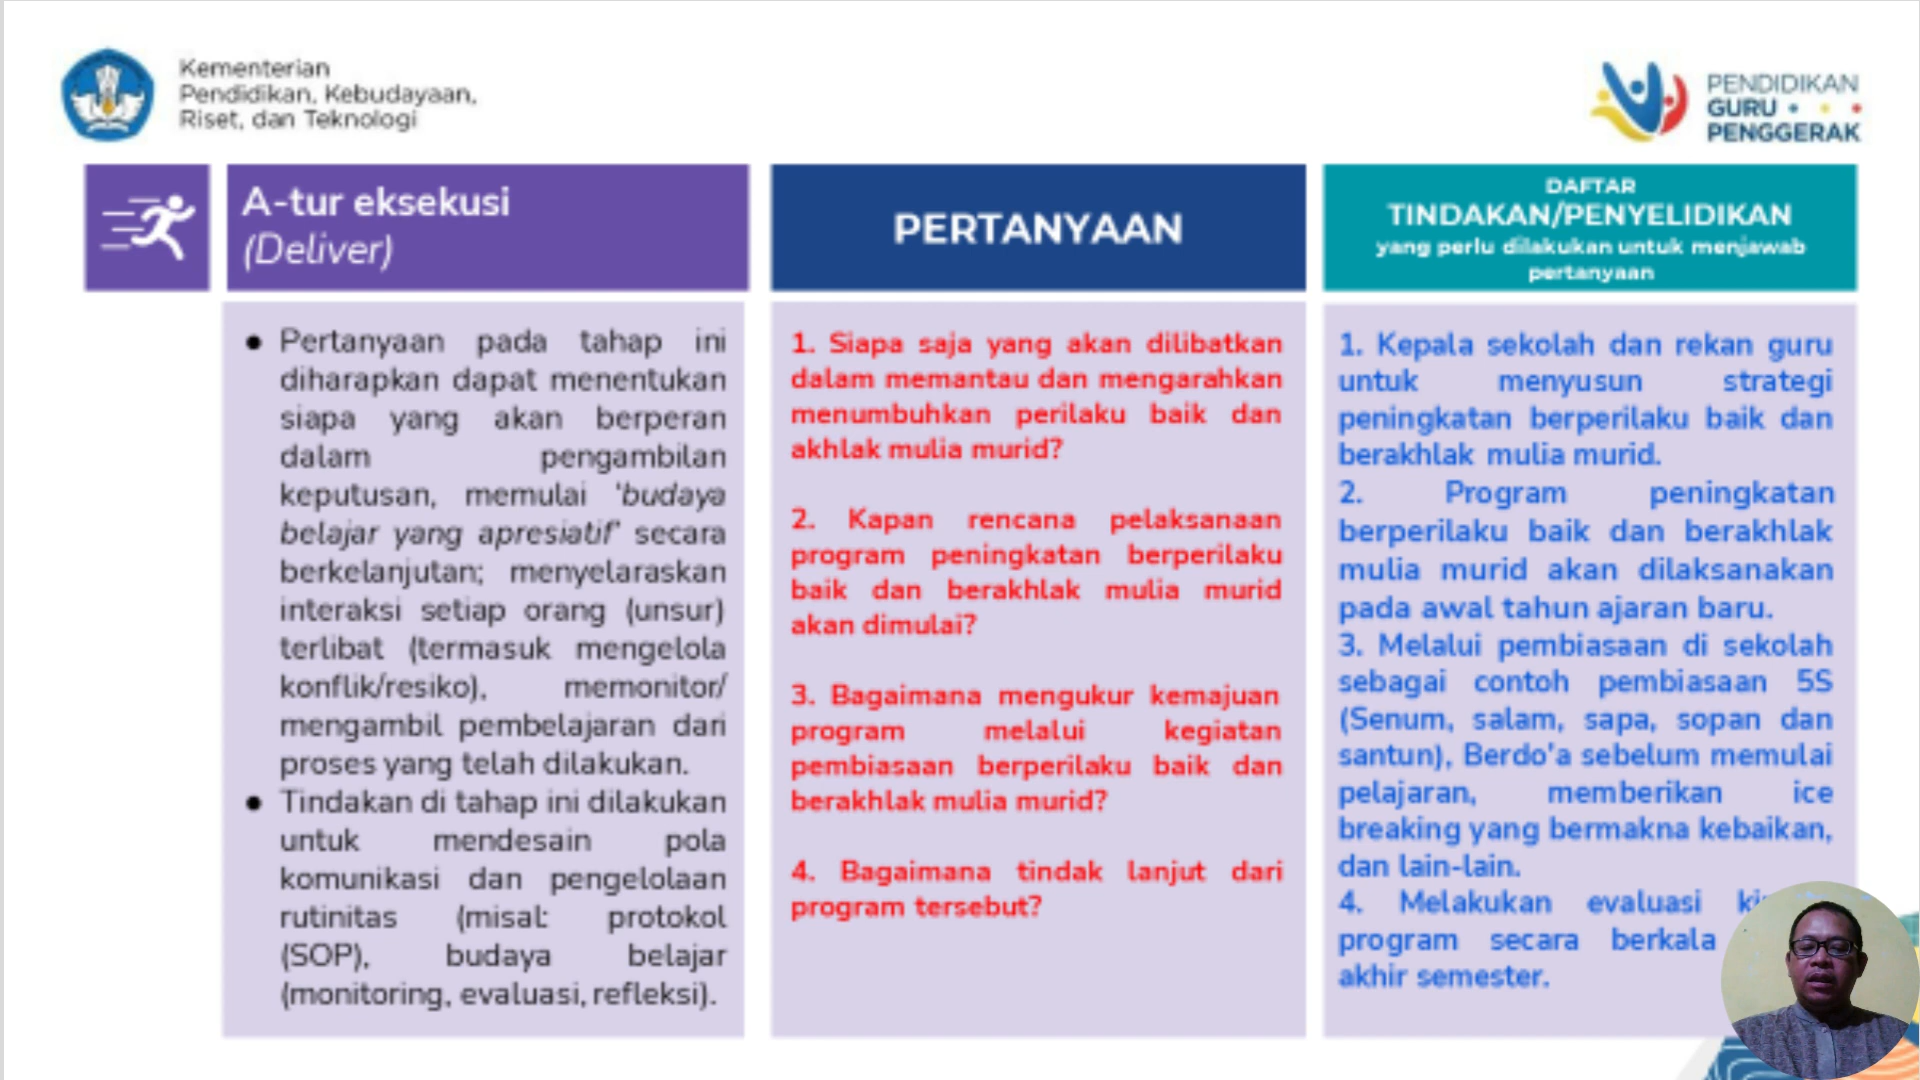 Kementerian
Pendidikan, Kebudayaan,
Riset, dan Teknologi
PENDIDIKAN
GURU
PENGGERAK
A-tur eksekusi
(Deliver)
● Pertanyaan pada tahap ini
diharapkan dapat menentukan
siapa yang akan berperan
dalam pengambilan
keputusan, memulai 'budaya
belajar yang apresiatif' secara
berkelanjutan; menyelaraskan
interaksi setiap orang (unsur)
terlibat (termasuk mengelola
konflik/resiko), memonitor/
mengambil pembelajaran dari
proses yang telah dilakukan.
● Tindakan di tahap ini dilakukan
untuk mendesain pola
komunikasi dan pengelolaan
rutinitas (misal: protokol
(SOP), budaya belajar
(monitoring, evaluasi, refleksi).
PERTANYAAN
1. Siapa saja yang akan dilibatkan
dalam memantau dan mengarahkan
menumbuhkan perilaku baik dan
akhlak mulia murid?
2. Kapan rencana pelaksanaan
program peningkatan berperilaku
baik dan berakhlak mulia murid
akan dimulai?
3. Bagaimana mengukur kemajuan
program melalui kegiatan
pembiasaan berperilaku baik dan
berakhlak mulia murid?
4. Bagaimana tindak lanjut dari
program tersebut?
DAFTAR
TINDAKAN/PENYELIDIKAN
yang perlu dilakukan untuk menjawab
pertanyaan
1. Kepala sekolah dan rekan guru
untuk menyusun strategi
peningkatan berperilaku baik dan
berakhlak mulia murid.
2. Program peningkatan
berperilaku baik dan berakhlak
mulia murid akan dilaksanakan
pada awal tahun ajaran baru.
3. Melalui pembiasaan di sekolah
sebagai contoh pembiasaan 5S
(Senum, salam, sapa, sopan dan
santun), Berdo'a sebelum memulai
pelajaran, memberikan ice
breaking yang bermakna kebaikan,
dan lain-lain.
4. Melakukan evaluasi
program secara berkala
akhir semester.